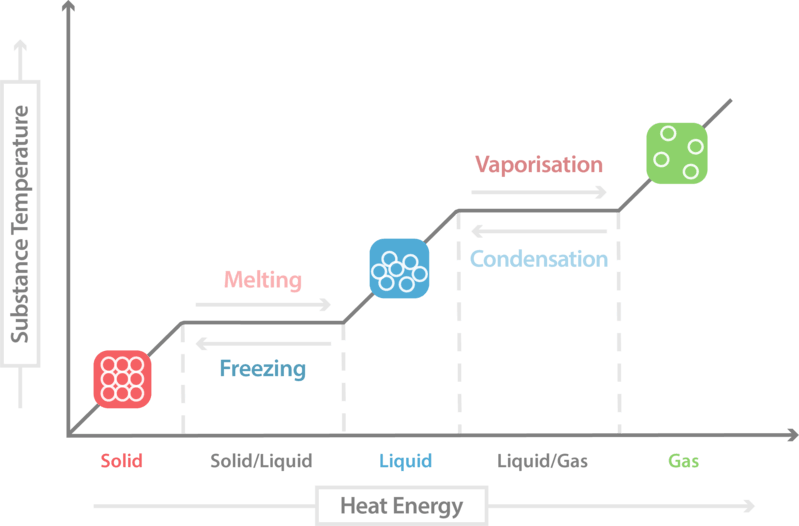 Substance Temperature
Vaporisation
Condensation
Melting
Freezing
Solid
Solid/Liquid
Liquid
Liquid/Gas
Gas
Heat Energy